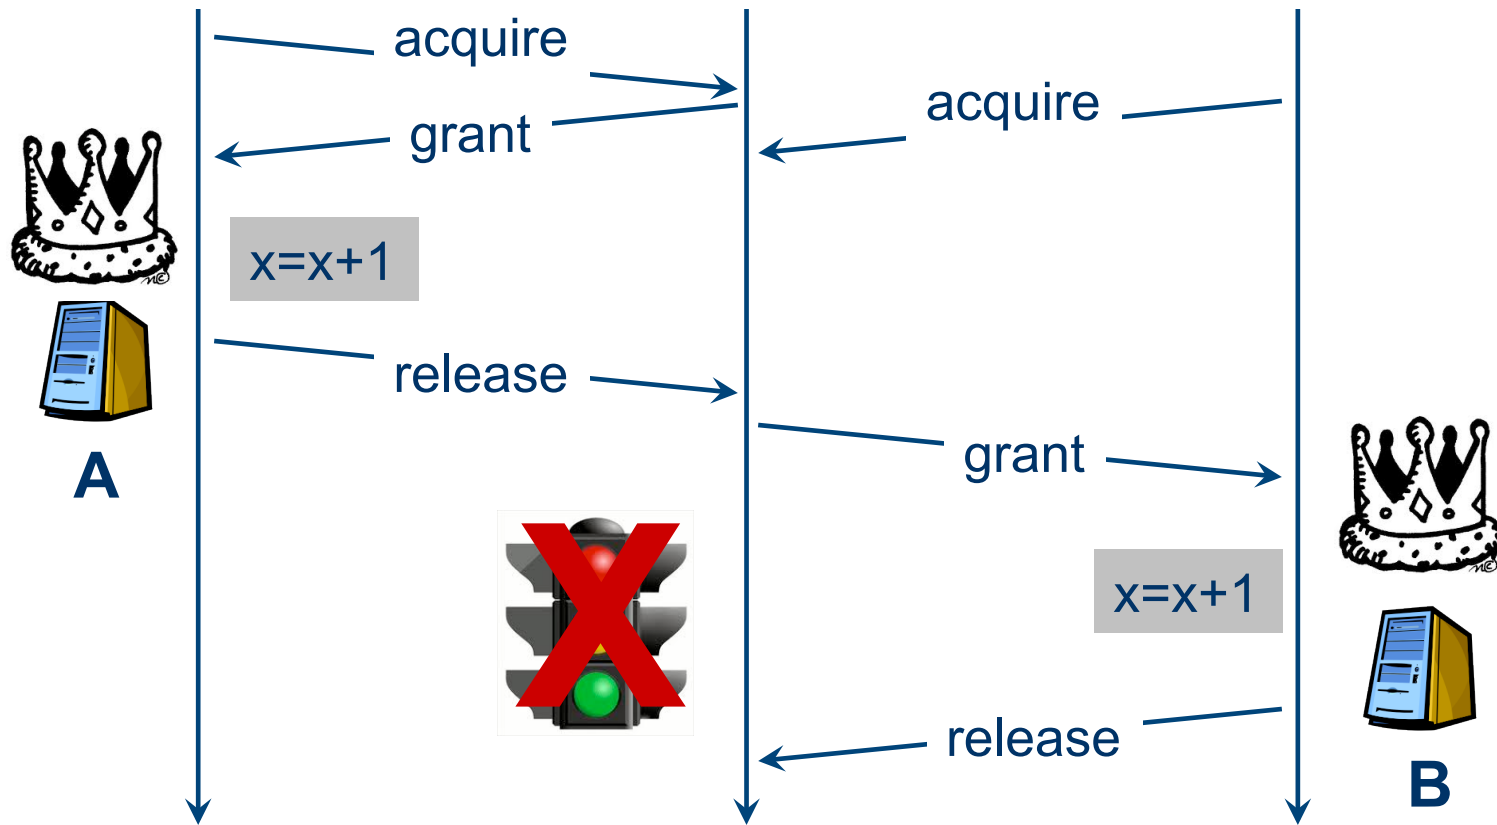 acquire
acquire
grant
x=x+1
release
A
grant
x=x+1
release
B